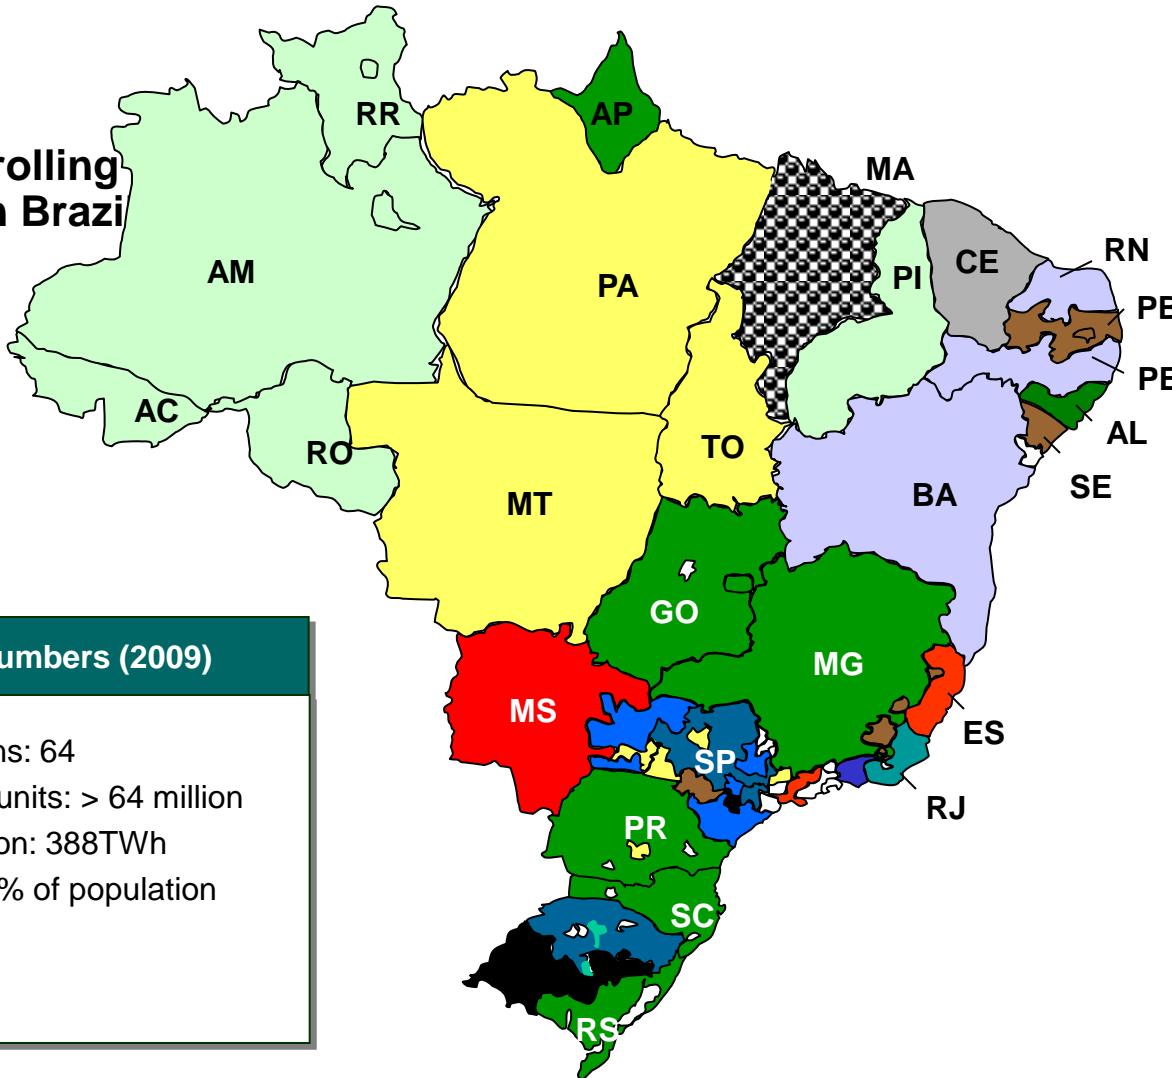 rolling
n Brazi
RR
AP
MA
AM
PA
PI
CE
RN
PB
PE
AC
RO
TO
AL
SE
MT
BA
GO
MG
MS
ES
SP
RJ
PR
SC
RS
umbers (2009)
ns: 64
units: > 64 million
on: 388TWh
% of population